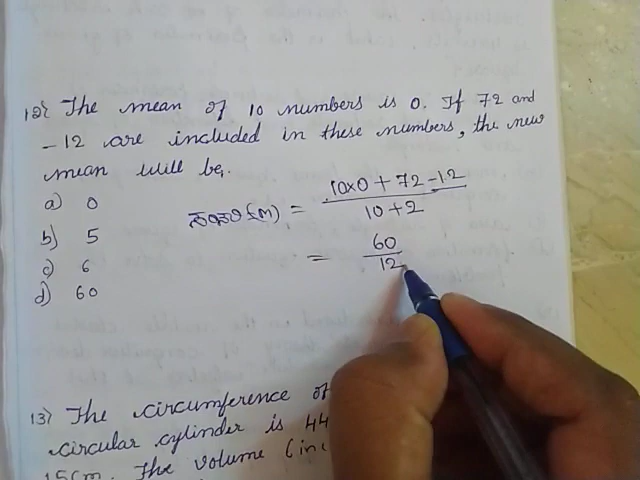 12) The mean of 10 numbers is 0. If 72 and
-12 are included in these numbers, the new
mean will be.
a) 0
b) 5
c) 6
d) 60
ಸರಾಸರಿ (m) = 10×0 + 72 - 12 / 10 + 2
= 60 / 12
13) The circumference of
circular cylinder is 44
15cm. The volume (in